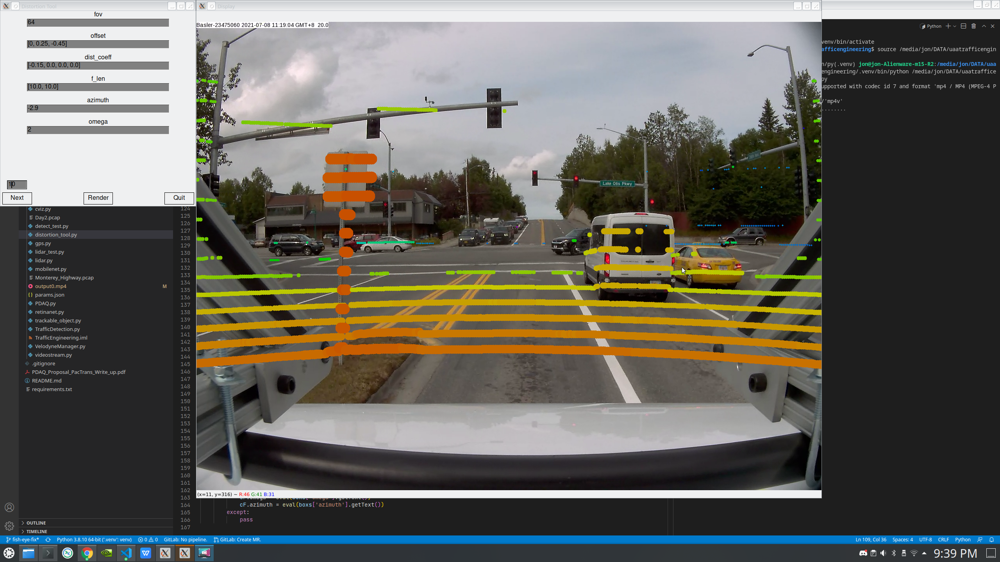 Distortion Tool
fov
64
offset
[0, 0.25, -0.45]
dist_coeff
[-0.15, 0.0, 0.0, 0.0]
f_len
[10.0, 10.0]
azimuth
-2.9
omega
2
10
Next
Render
Quit
Display
Basler-23475060 2021-07-08 11:19:04 GMT+8 20.0
Lake Otis Pkwy
(x=11, y=316) ~ R:46 G:41 B:31
Python
venv/bin/activate
afficengineering$ source /media/jon/DATA/uaatrafficengin
n/py(.venv) jon@jon-Alienware-m15-R2:/media/jon/DATA/uaa
engineering/.venv/bin/python /media/jon/DATA/uaatraffice
py
upported with codec id 7 and format 'mp4 / MP4 (MPEG-4 P
/'mp4v'
........
cviz.py
Day2.pcap
detect_test.py
distortion_tool.py
gps.py
lidar_test.py
lidar.py
mobilenet.py
Monterey_Highway.pcap
output0.mp4 M
params.json
PDAQ.py
retinanet.py
trackable_object.py
TrafficDetection.py
TrafficEngineering.iml
VelodyneManager.py
videostream.py
.gitignore
PDAQ_Proposal_PacTrans_Write_up.pdf
README.md
requirements.txt
OUTLINE
TIMELINE
124
125
126
127
128
129
130
131
132
133
134
135
136
137
138
139
140
141
142
143
144
145
146
147
148
149
150
151
152
153
154
155
156
157
158
159
160
161
162
163
164 cF.azimuth = eval(boxs['azimuth'].getText())
165 except:
166 pass
167
fish-eye-fix* Python 3.8.10 64-bit ('.venv': venv) 0 0 GitLab: No pipeline. GitLab: Create MR.
Ln 109, Col 36 Spaces: 4 UTF-8 CRLF Python
9:39 PM